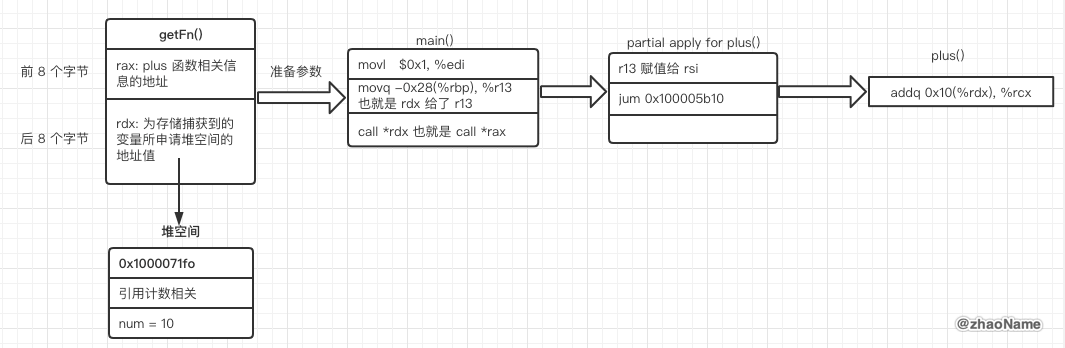 getFn()
前 8 个字节
rax: plus 函数相关信
息的地址
后 8 个字节
rdx: 为存储捕获到的
变量所申请堆空间的
地址值
堆空间
0x1000071fo
引用计数相关
num = 10
准备参数
main()
movl $0x1, %edi
movq -0x28(%rbp), %r13
也就是 rdx 给了 r13
call *rdx 也就是 call *rax
partial apply for plus()
r13 赋值给 rsi
jum 0x100005b10
plus()
addq 0x10(%rdx), %rcx
@zhaoName